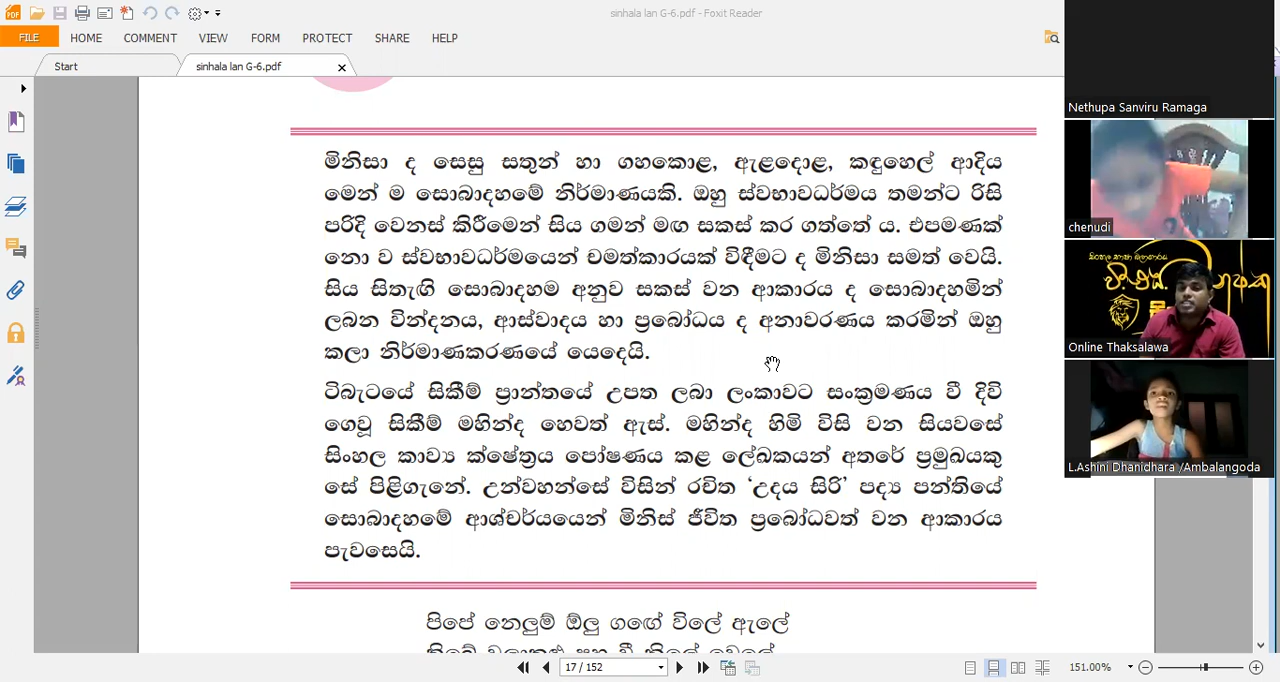 sinhala lan G-6.pdf - Foxit Reader
FILE HOME COMMENT VIEW FORM PROTECT SHARE HELP
Start sinhala lan G-6.pdf
මිනිසා ද සෙසු සතුන් හා ගහකොළ, ඇළදොළ, කඳුහෙල් ආදිය
මෙන් ම සොබාදහමේ නිර්මාණයකි. ඔහු ස්වභාවධර්මය තමන්ට රිසි
පරිදි වෙනස් කිරීමෙන් සිය ගමන් මඟ සකස් කර ගත්තේ ය. එපමණක්
නො ව ස්වභාවධර්මයෙන් චමත්කාරයක් විඳීමට ද මිනිසා සමත් වෙයි.
සිය සිතැඟි සොබාදහම අනුව සකස් වන ආකාරය ද සොබාදහමින්
ලබන වින්දනය, ආස්වාදය හා ප්‍රබෝධය ද අනාවරණය කරමින් ඔහු
කලා නිර්මාණකරණයේ යෙදෙයි.
ටිබැටයේ සිකීම් ප්‍රාන්තයේ උපත ලබා ලංකාවට සංක්‍රමණය වී දිවි
ගෙවූ සිකීම් මහින්ද හෙවත් ඇස්. මහින්ද හිමි විසි වන සියවසේ
සිංහල කාව්‍ය ක්ෂේත්‍රය පෝෂණය කළ ලේඛකයන් අතරේ ප්‍රමුඛයකු
සේ පිළිගැනේ. උන්වහන්සේ විසින් රචිත ‘උදය සිරි’ පද්‍ය පන්තියේ
සොබාදහමේ ආශ්චර්යයෙන් මිනිස් ජීවිත ප්‍රබෝධවත් වන ආකාරය
පැවසෙයි.
පිපේ නෙලුම් ඕලු ගඟේ විලේ ඇලේ
Nethupa Sanviru Ramaga
chenudi
Online Thaksalawa
L.Ashini Dhanidhara /Ambalangoda
17 / 152
151.00%